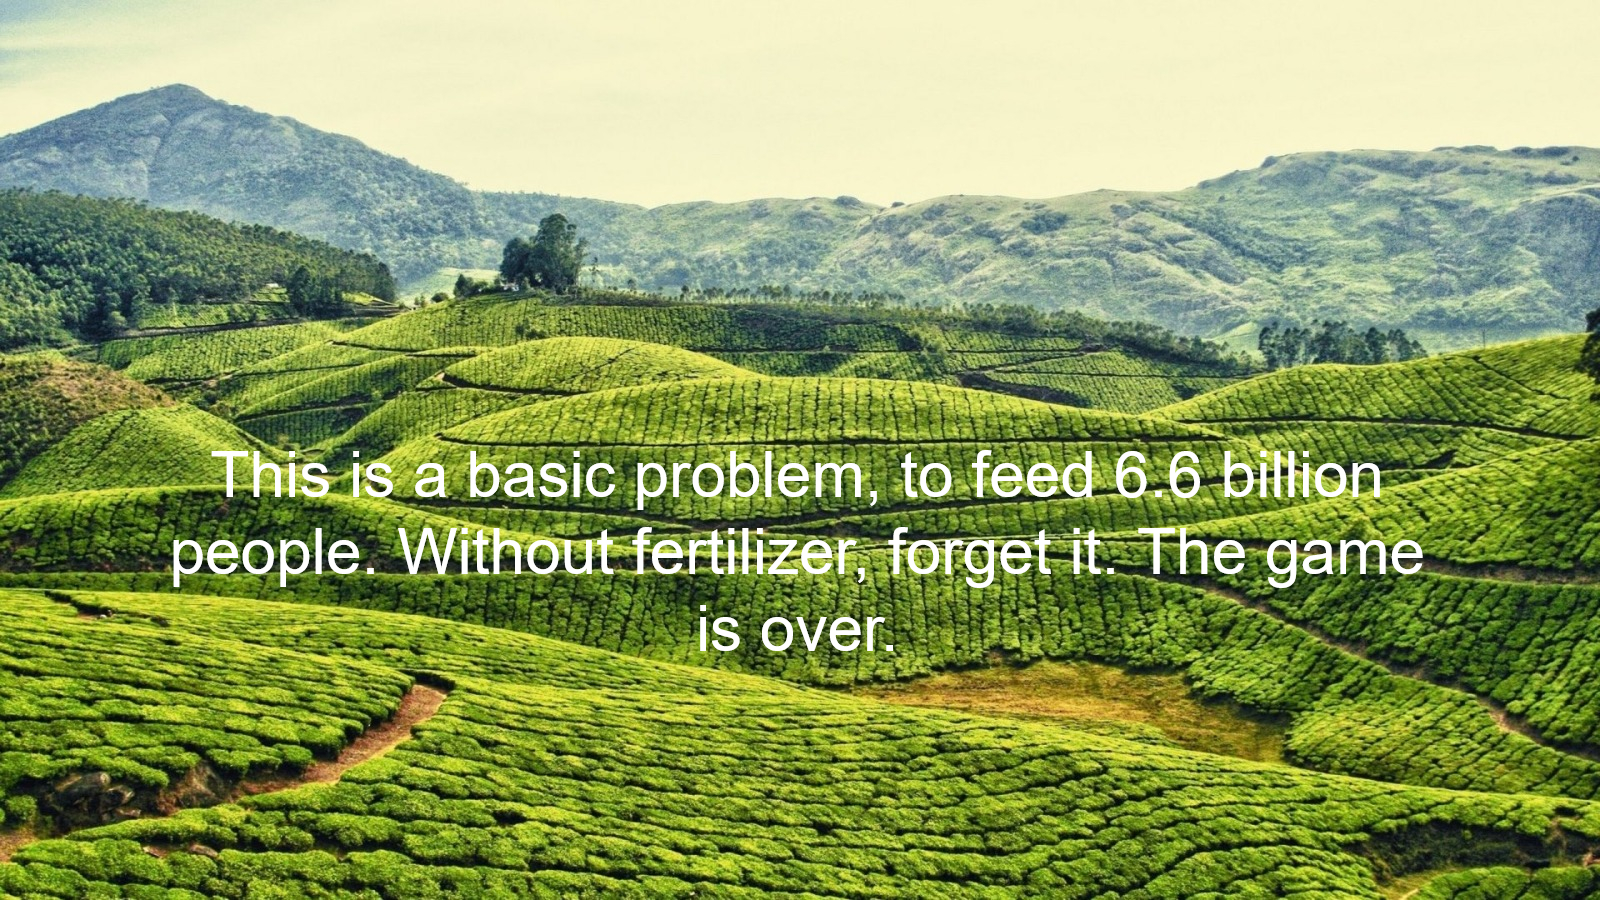 This is a basic problem, to feed 6.6 billion
people. Without fertilizer, forget it. The game
is over.